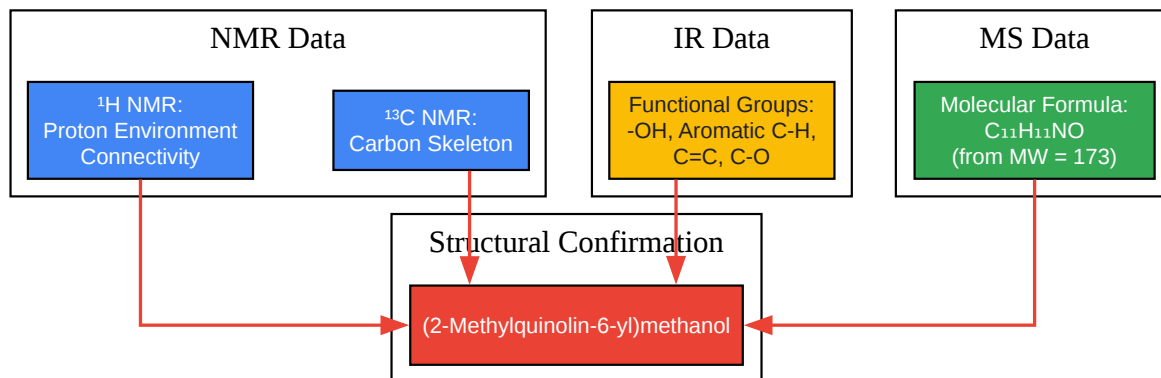 NMR Data
¹H NMR:
Proton Environment
Connectivity
¹³C NMR:
Carbon Skeleton
IR Data
Functional Groups:
-OH, Aromatic C-H,
C=C, C-O
MS Data
Molecular Formula:
C₁₁H₁₁NO
(from MW = 173)
Structural Confirmation
(2-Methylquinolin-6-yl)methanol